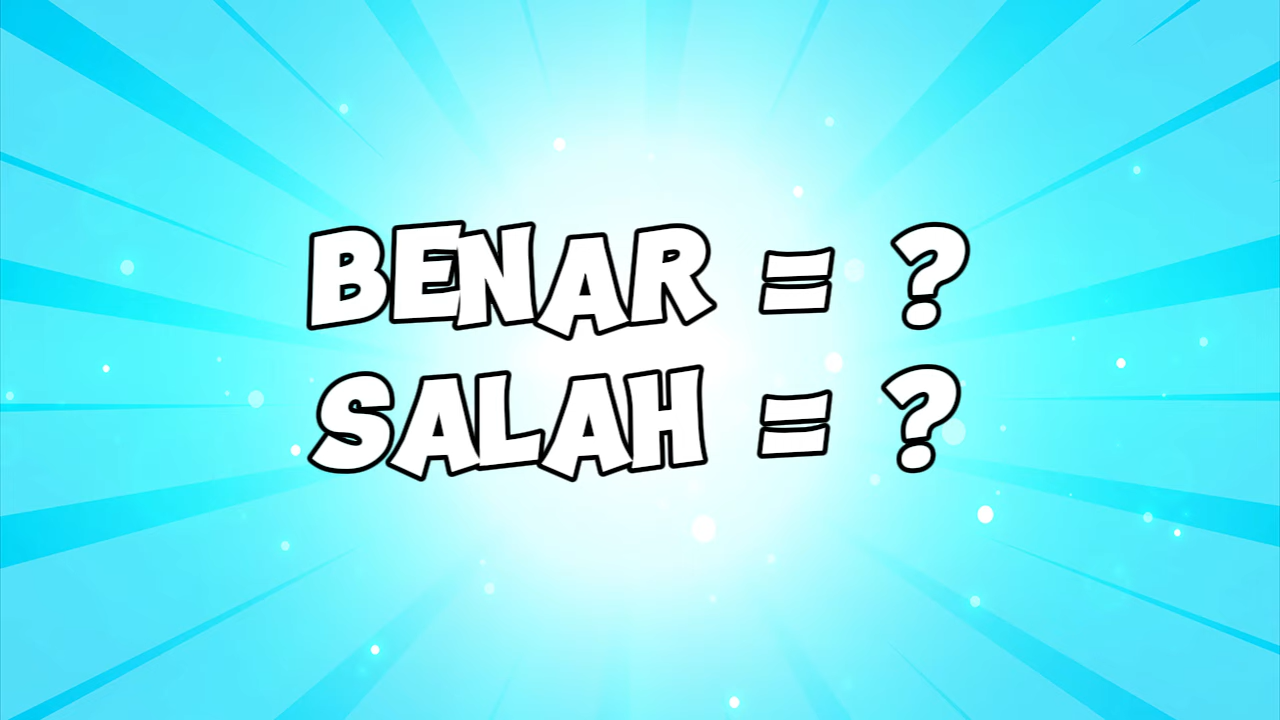 BENAR = ?
SALAH = ?